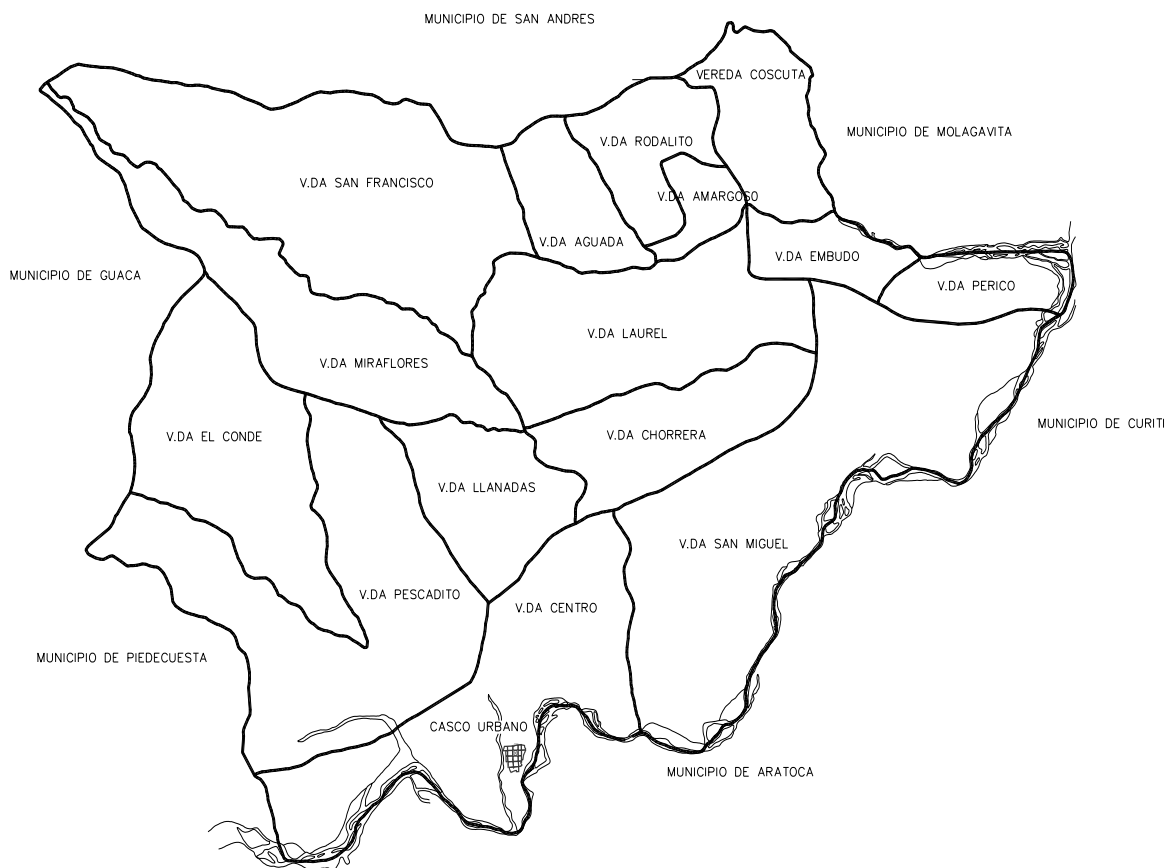 MUNICIPIO DE SAN ANDRES
VEREDA COSCUTA
MUNICIPIO DE MOLAGAVITA
V.DA RODALITO
V.DA SAN FRANCISCO
V.DA AMARGOSO
V.DA AGUADA
V.DA EMBUDO
MUNICIPIO DE GUACA
V.DA PERICO
V.DA LAUREL
V.DA MIRAFLORES
MUNICIPIO DE CURITI
V.DA EL CONDE
V.DA CHORRERA
V.DA LLANADAS
V.DA SAN MIGUEL
V.DA PESCADITO
V.DA CENTRO
MUNICIPIO DE PIEDECUESTA
CASCO URBANO
MUNICIPIO DE ARATOCA